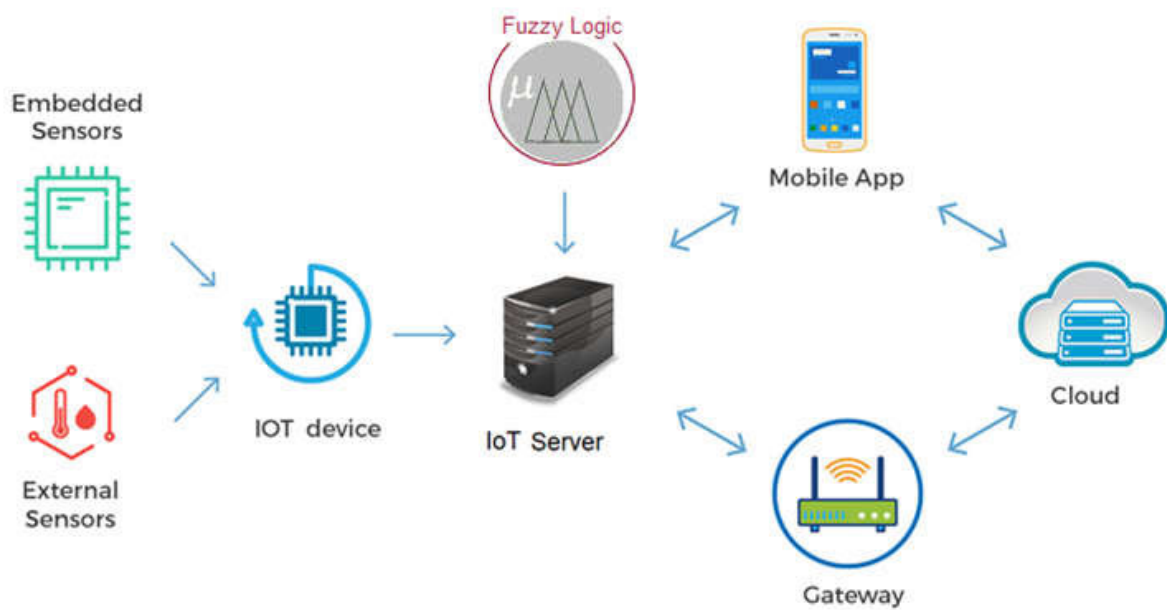 Fuzzy Logic
μ
Embedded
Sensors
Mobile App
IOT device
IoT Server
Cloud
External
Sensors
Gateway